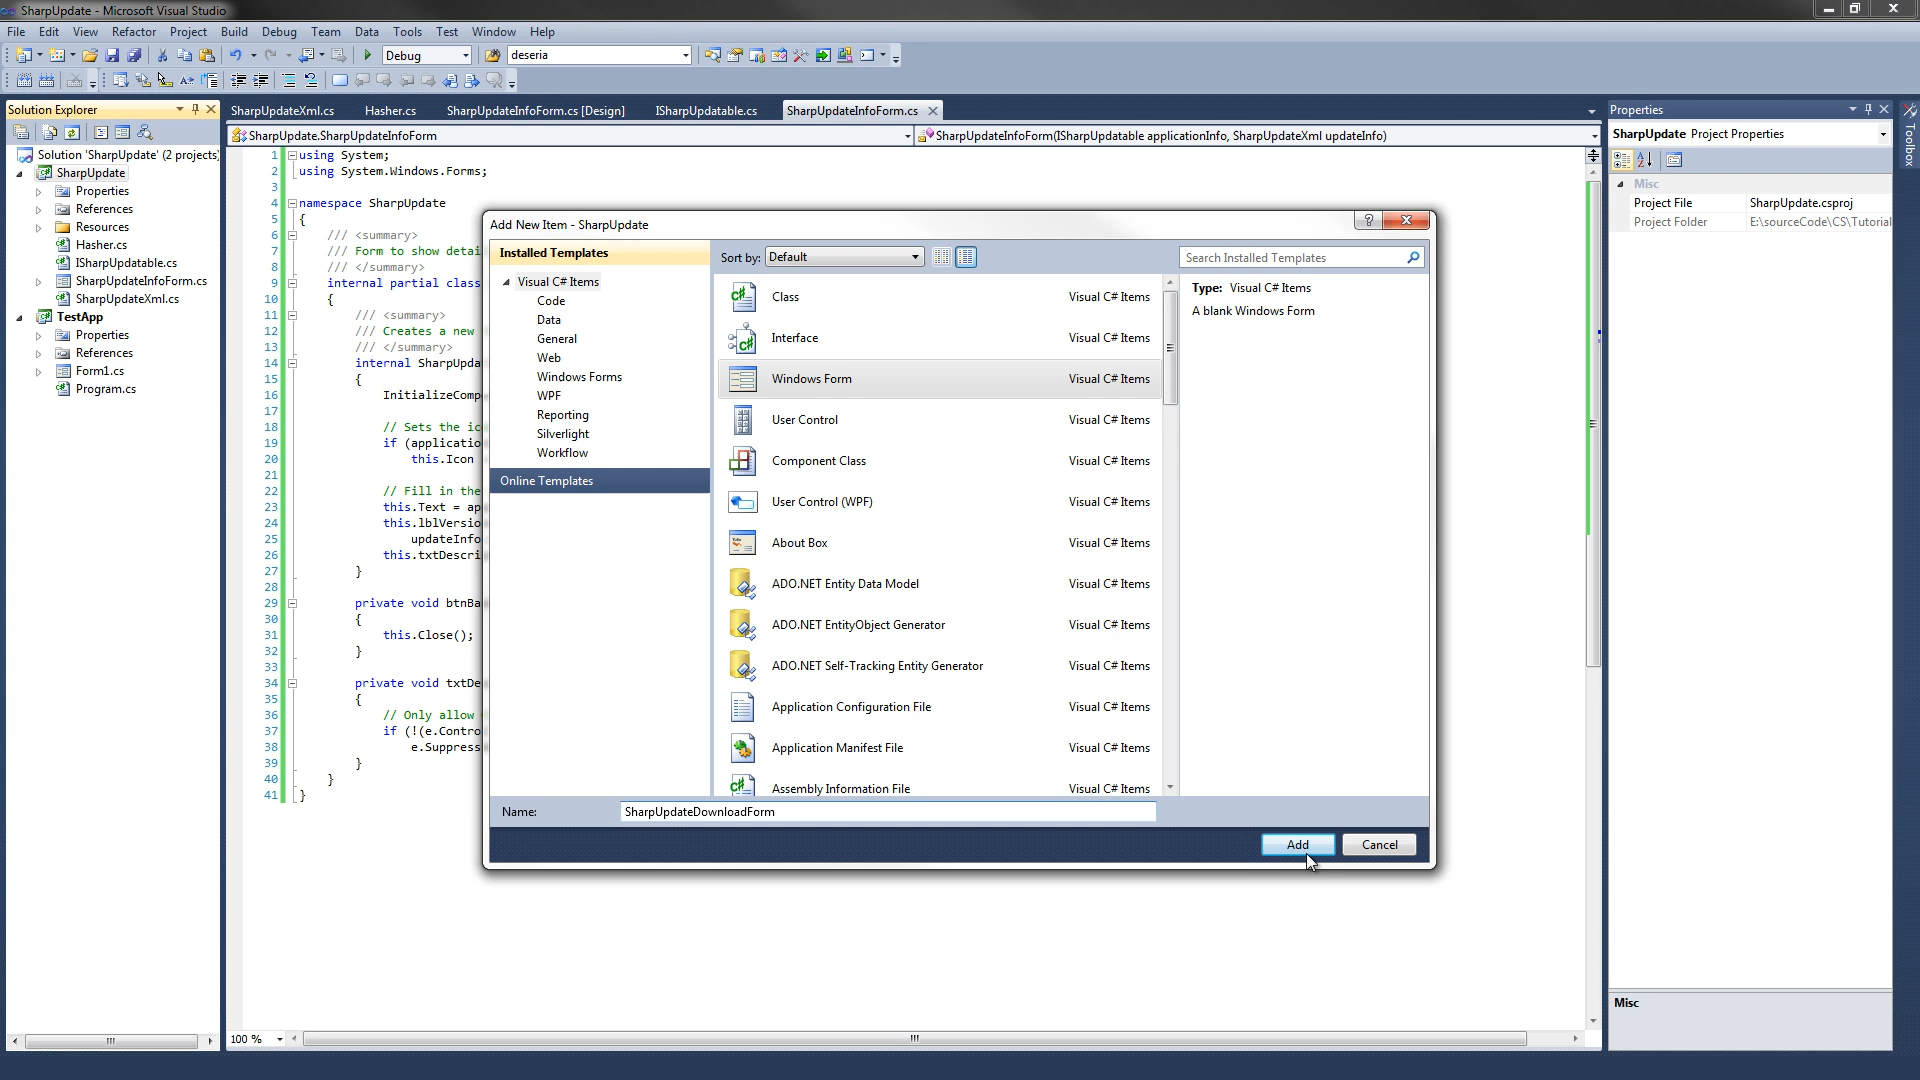 SharpUpdate - Microsoft Visual Studio
File Edit View Refactor Project Build Debug Team Data Tools Test Window Help
Debug deseria
Solution Explorer
SharpUpdateXml.cs Hasher.cs SharpUpdateInfoForm.cs [Design] ISharpUpdatable.cs SharpUpdateInfoForm.cs
SharpUpdate.SharpUpdateInfoForm SharpUpdateInfoForm(ISharpUpdatable applicationInfo, SharpUpdateXml updateInfo)
Solution 'SharpUpdate' (2 projects)
SharpUpdate
Properties
References
Resources
Hasher.cs
ISharpUpdatable.cs
SharpUpdateInfoForm.cs
SharpUpdateXml.cs
TestApp
Properties
References
Form1.cs
Program.cs
1 using System;
2 using System.Windows.Forms;
3
4 namespace SharpUpdate
5 {
6 /// <summary>
7 /// Form to show detai
8 /// </summary>
9 internal partial class
10 {
11 /// <summary>
12 /// Creates a new
13 /// </summary>
14 internal SharpUpda
15 {
16 InitializeComp
17
18 // Sets the ic
19 if (applicatio
20 this.Icon
21
22 // Fill in the
23 this.Text = ap
24 this.lblVersio
25 updateInfo
26 this.txtDescri
27 }
28
29 private void btnBa
30 {
31 this.Close();
32 }
33
34 private void txtDe
35 {
36 // Only allow
37 if (!(e.Contro
38 e.Suppress
39 }
40 }
41 }
100 %
Add New Item - SharpUpdate
Installed Templates
Visual C# Items
Code
Data
General
Web
Windows Forms
WPF
Reporting
Silverlight
Workflow
Online Templates
Sort by: Default
Search Installed Templates
Class Visual C# Items
Interface Visual C# Items
Windows Form Visual C# Items
User Control Visual C# Items
Component Class Visual C# Items
User Control (WPF) Visual C# Items
About Box Visual C# Items
ADO.NET Entity Data Model Visual C# Items
ADO.NET EntityObject Generator Visual C# Items
ADO.NET Self-Tracking Entity Generator Visual C# Items
Application Configuration File Visual C# Items
Application Manifest File Visual C# Items
Assembly Information File Visual C# Items
Type: Visual C# Items
A blank Windows Form
Name: SharpUpdateDownloadForm
Add Cancel
Properties
SharpUpdate Project Properties
Misc
Project File SharpUpdate.csproj
Project Folder E:\sourceCode\CS\Tutorial
Misc
Toolbox